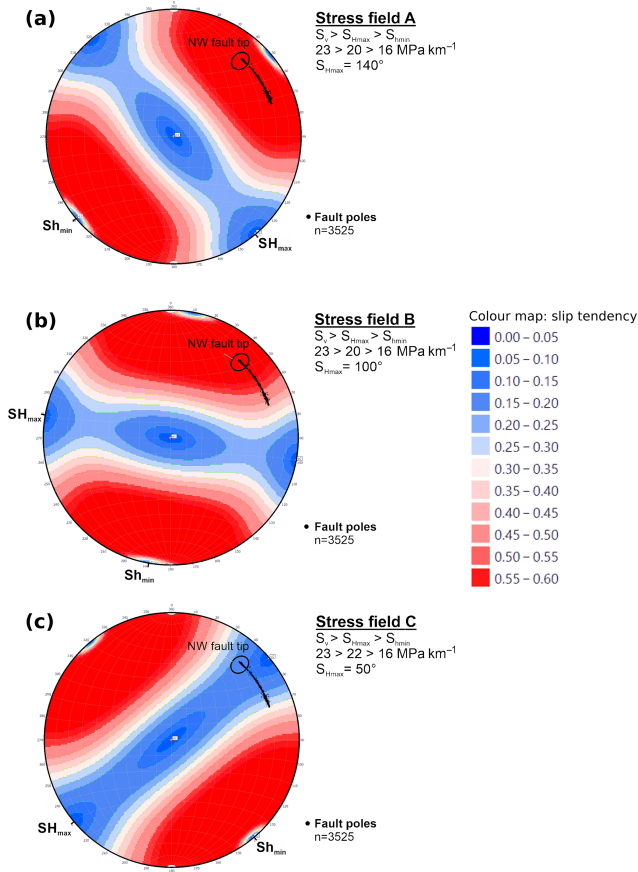 (a)
NW fault tip
Stress field A
Sv > SHmax > Shmin
23 > 20 > 16 MPa km–1
SHmax= 140°
Shmin
SHmax
• Fault poles
n=3525
(b)
NW fault tip
Stress field B
Sv > SHmax > Shmin
23 > 20 > 16 MPa km–1
SHmax= 100°
SHmax
Shmin
• Fault poles
n=3525
Colour map: slip tendency
0.00 – 0.05
0.05 – 0.10
0.10 – 0.15
0.15 – 0.20
0.20 – 0.25
0.25 – 0.30
0.30 – 0.35
0.35 – 0.40
0.40 – 0.45
0.45 – 0.50
0.50 – 0.55
0.55 – 0.60
(c)
NW fault tip
Stress field C
Sv > SHmax > Shmin
23 > 22 > 16 MPa km–1
SHmax= 50°
SHmax
Shmin
• Fault poles
n=3525